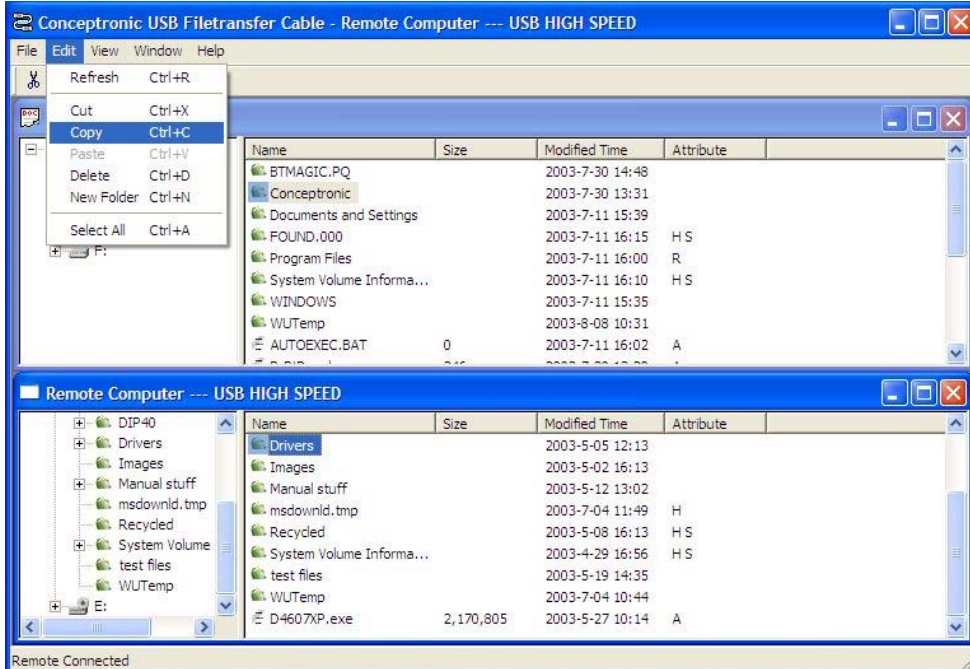 Conceptronic USB Filetransfer Cable - Remote Computer --- USB HIGH SPEED
File Edit View Window Help
Refresh Ctrl+R
Cut Ctrl+X
Copy Ctrl+C
Paste Ctrl+V
Delete Ctrl+D
New Folder Ctrl+N
Select All Ctrl+A
F:
DOC
Name Size Modified Time Attribute
BTMAGIC.PQ 2003-7-30 14:48
Conceptronic 2003-7-30 13:31
Documents and Settings 2003-7-11 15:39
FOUND.000 2003-7-11 16:15 H S
Program Files 2003-7-11 16:00 R
System Volume Informa... 2003-7-11 16:10 H S
WINDOWS 2003-7-11 15:35
WUTemp 2003-8-08 10:31
AUTOEXEC.BAT 0 2003-7-11 16:02 A
Remote Computer --- USB HIGH SPEED
DIP40
Drivers
Images
Manual stuff
msdownld.tmp
Recycled
System Volume
test files
WUTemp
E:
Name Size Modified Time Attribute
Drivers 2003-5-05 12:13
Images 2003-5-02 16:13
Manual stuff 2003-5-12 13:02
msdownld.tmp 2003-7-04 11:49 H
Recycled 2003-5-08 16:13 H S
System Volume Informa... 2003-4-29 16:56 H S
test files 2003-5-19 14:35
WUTemp 2003-7-04 10:44
D4607XP.exe 2,170,805 2003-5-27 10:14 A
Remote Connected